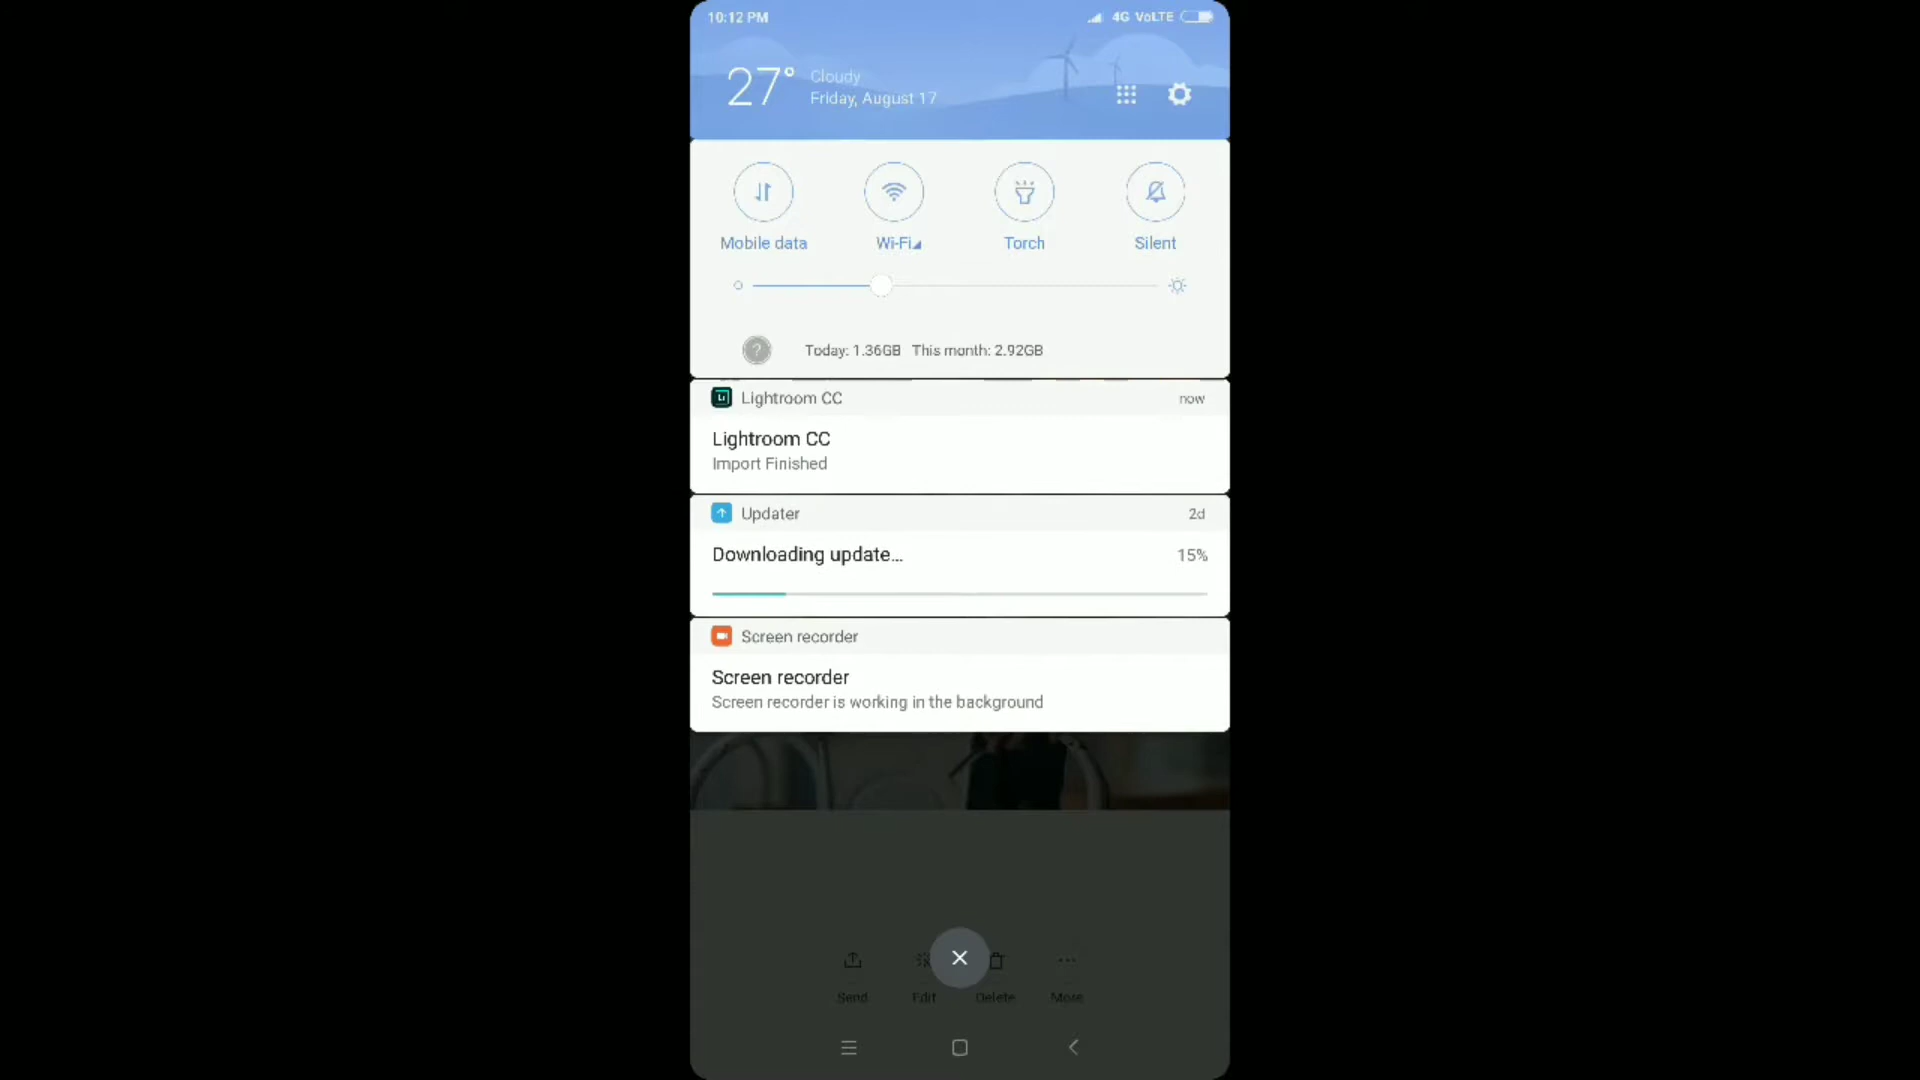 10:12 PM
4G VoLTE
27°
Cloudy
Friday, August 17
Mobile data
Wi-Fi
Torch
Silent
? Today: 1.36GB This month: 2.92GB
Lightroom CC now
Lightroom CC
Import Finished
Updater 2d
Downloading update... 15%
Screen recorder
Screen recorder
Screen recorder is working in the background
Send Edit Delete More